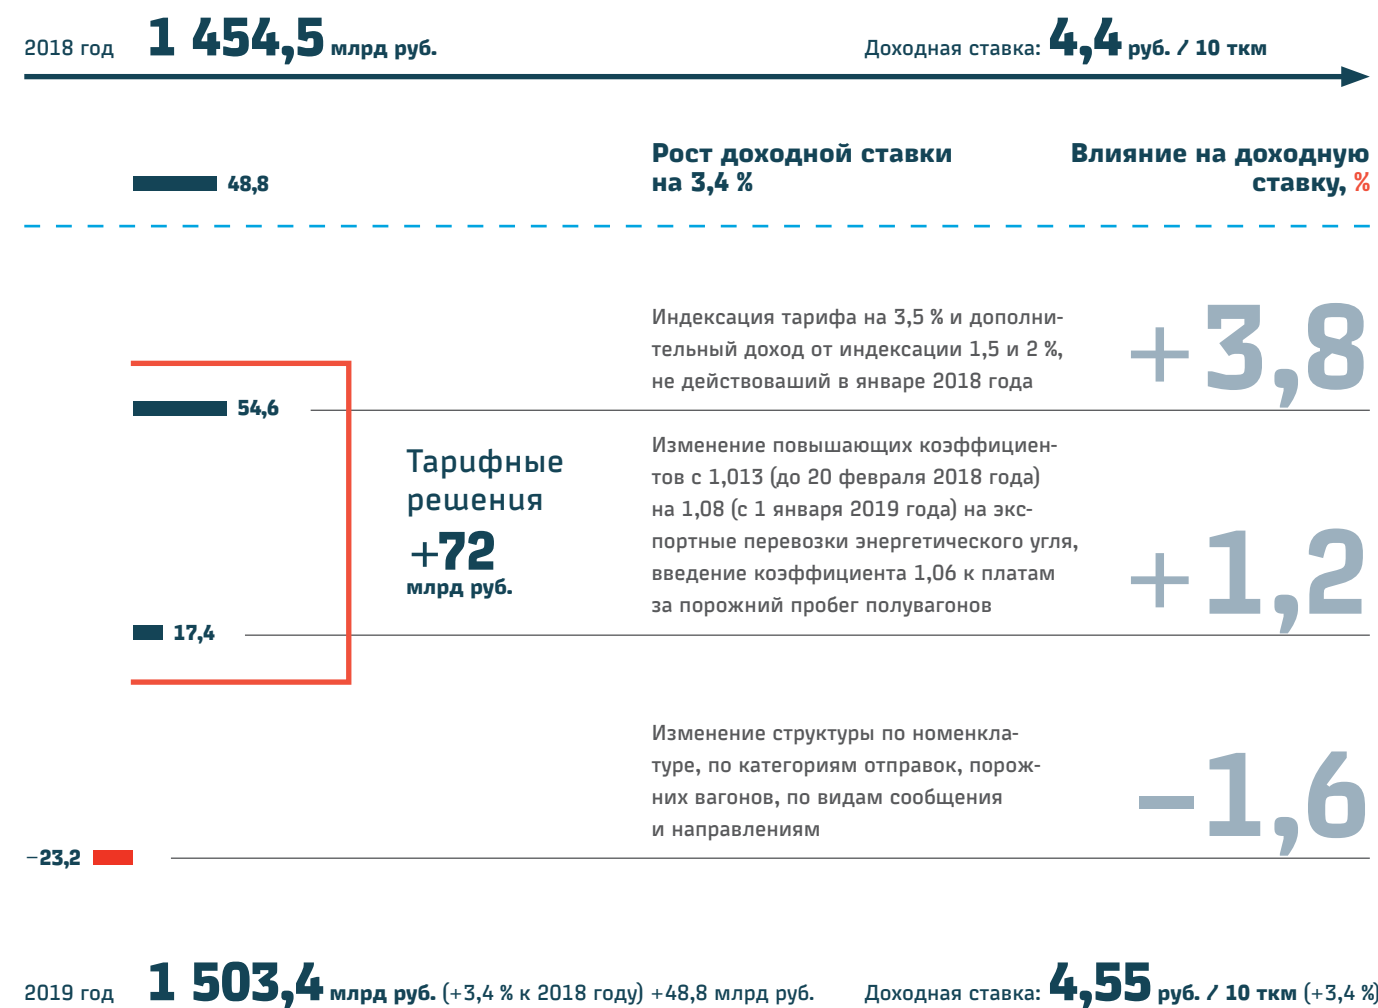 2018 год 1 454,5 млрд руб. Доходная ставка: 4,4 руб. / 10 ткм
Рост доходной ставки
на 3,4 %
Влияние на доходную
ставку, %
48,8
Индексация тарифа на 3,5 % и дополни-
тельный доход от индексации 1,5 и 2 %,
не действоваший в январе 2018 года
+3,8
54,6
Тарифные
решения
+72
млрд руб.
Изменение повышающих коэффициен-
тов с 1,013 (до 20 февраля 2018 года)
на 1,08 (с 1 января 2019 года) на экс-
портные перевозки энергетического угля,
введение коэффициента 1,06 к платам
за порожний пробег полувагонов
+1,2
17,4
Изменение структуры по номенкла-
туре, по категориям отправок, порож-
них вагонов, по видам сообщения
и направлениям
–1,6
–23,2
2019 год 1 503,4 млрд руб. (+3,4 % к 2018 году) +48,8 млрд руб. Доходная ставка: 4,55 руб. / 10 ткм (+3,4 %)